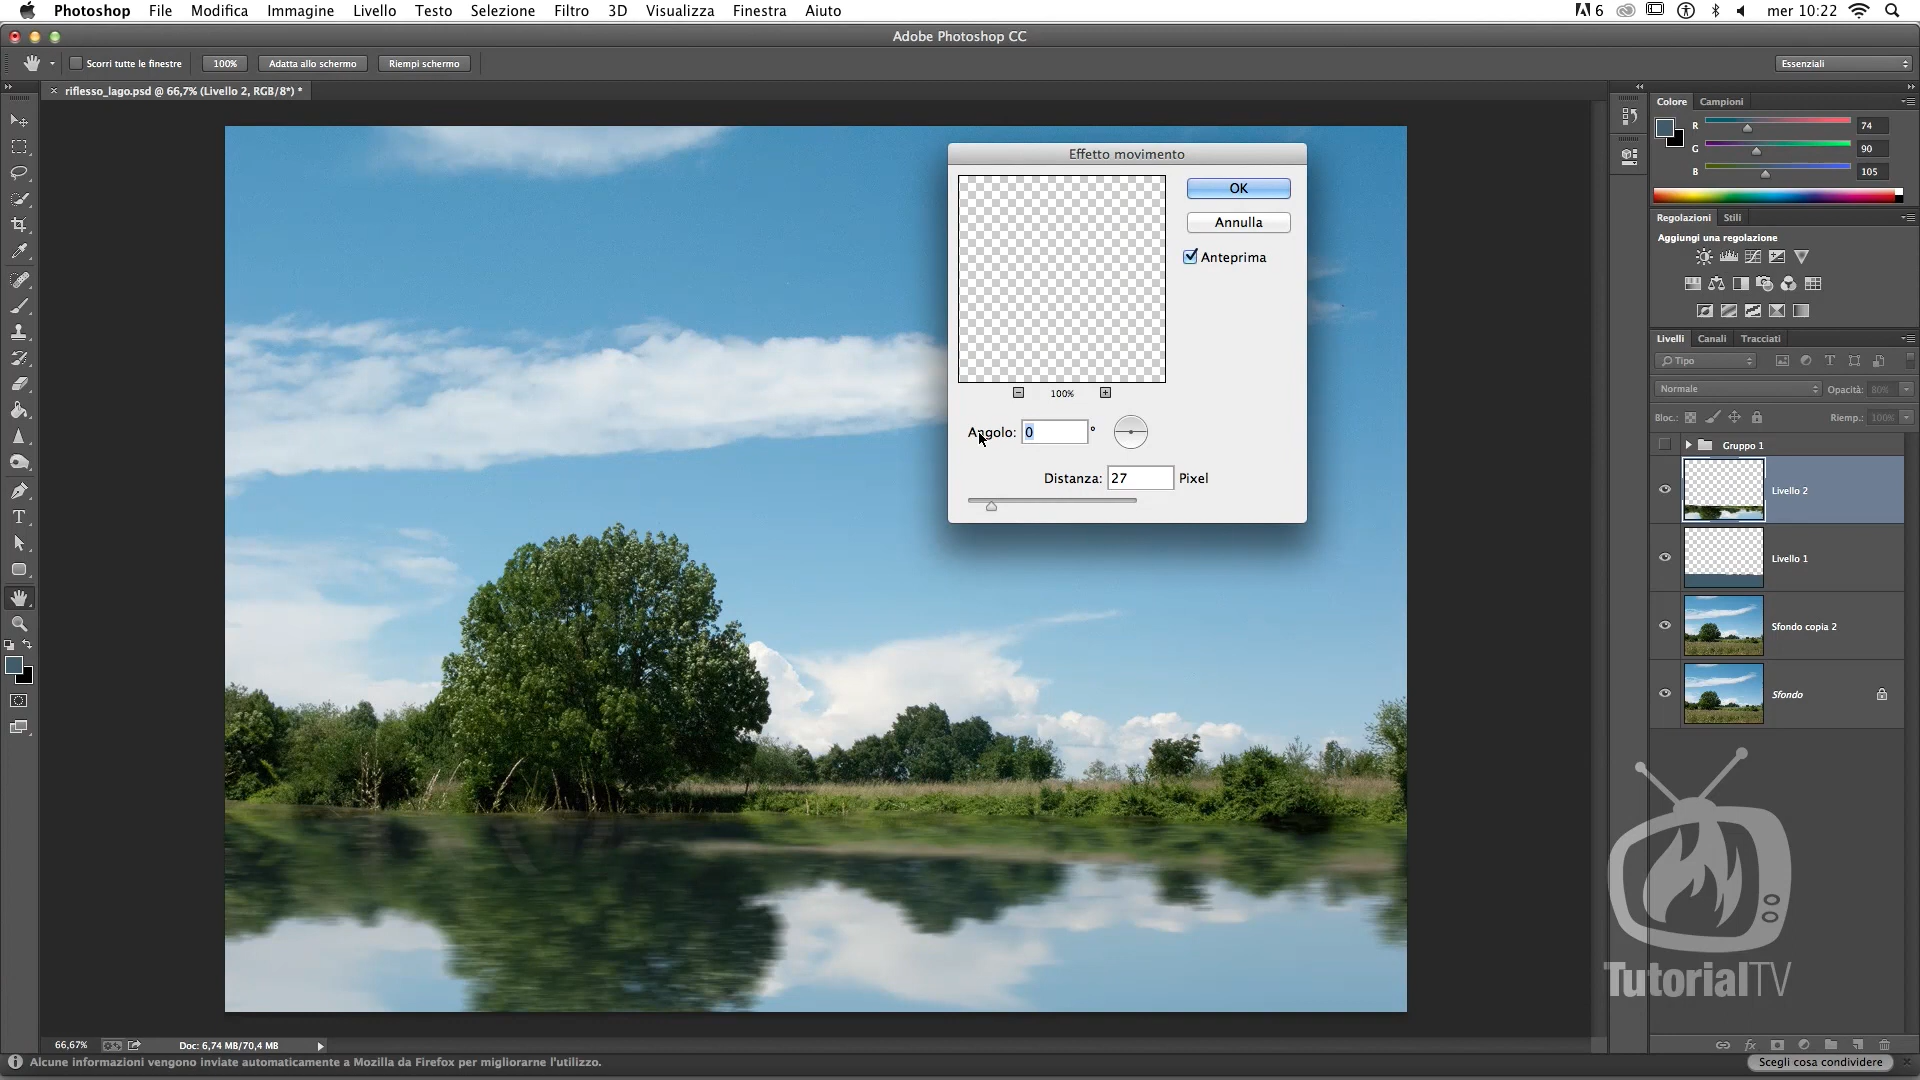 Photoshop File Modifica Immagine Livello Testo Selezione Filtro 3D Visualizza Finestra Aiuto 6 mer 10:22
Adobe Photoshop CC
Scorri tutte le finestre 100% Adatta allo schermo Riempi schermo Essenziali
× riflesso_lago.psd @ 66,7% (Livello 2, RGB/8*) *
Colore Campioni
R 74
G 90
B 105
Regolazioni Stili
Aggiungi una regolazione
Livelli Canali Tracciati
Tipo
Normale Opacità: 80%
Bloc.: Riemp.: 100%
Gruppo 1
Livello 2
Livello 1
Sfondo copia 2
Sfondo
Effetto movimento
OK
Annulla
Anteprima
100%
Angolo: 0 °
Distanza: 27 Pixel
TutorialTV
66,67% Doc: 6,74 MB/70,4 MB
Alcune informazioni vengono inviate automaticamente a Mozilla da Firefox per migliorarne l'utilizzo. Scegli cosa condividere ×